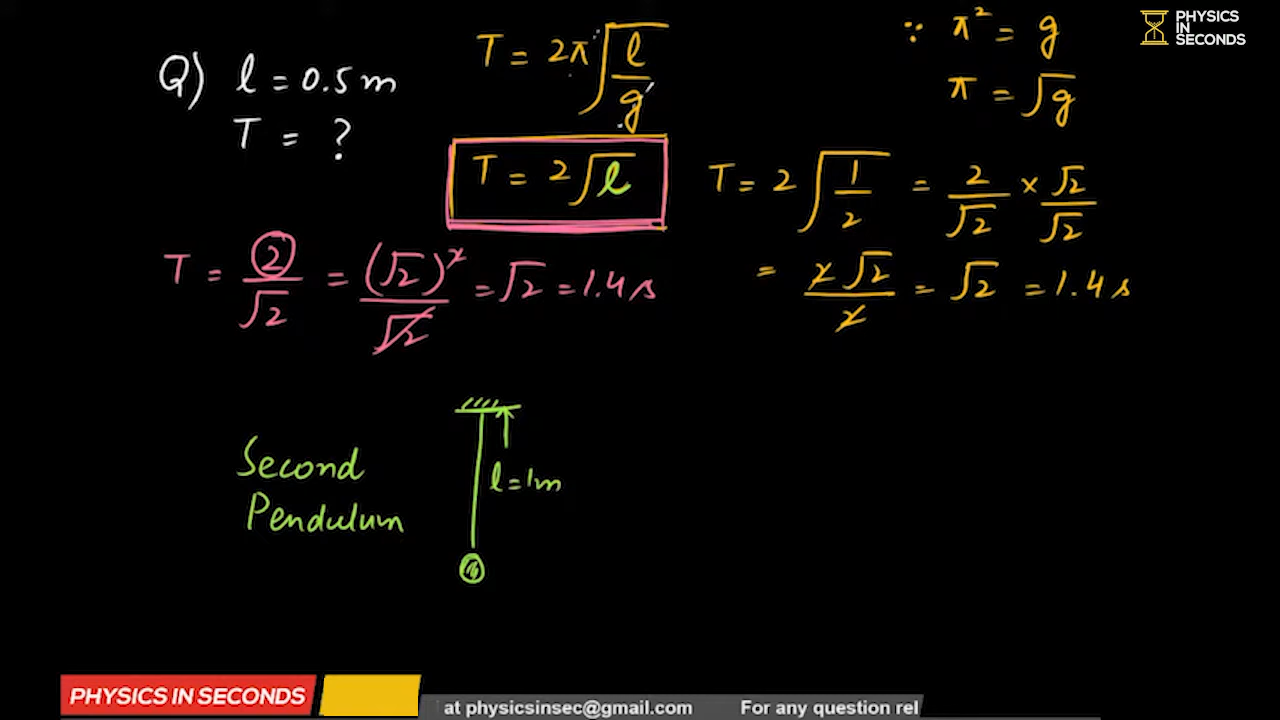 Q) l = 0.5 m
T = ?
T = 2π√(l/g)
T = 2√l
∵ π² = g
π = √g
T = 2√(1/2) = 2/√2 × √2/√2
= 2√2/2 = √2 = 1.4 s
T = 2/√2 = (√2)²/√2 = √2 = 1.4 s
Second
Pendulum
l = 1m
PHYSICS
IN
SECONDS
PHYSICS IN SECONDS
at physicsinsec@gmail.com For any question rel